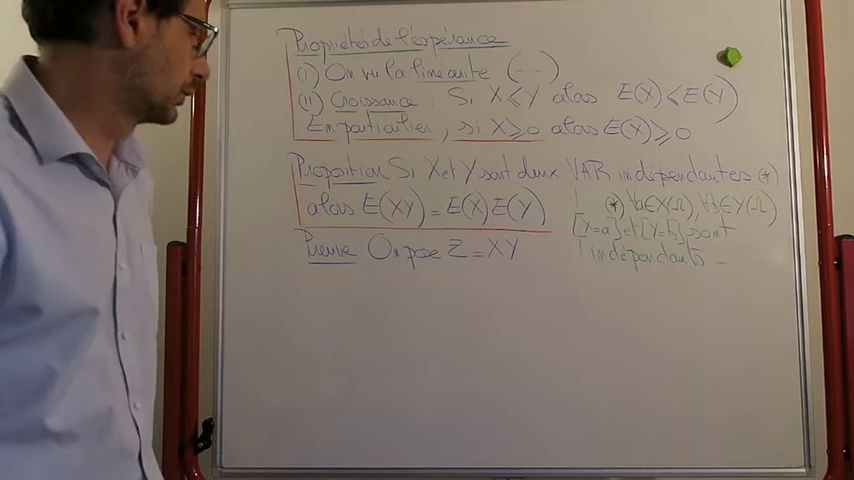 Propriétés de l'espérance
(i) On vu la linéarité (---)
(ii) Croissance : Si X ≤ Y alors E(X) ≤ E(Y)
En particulier, si X ≥ 0 alors E(X) ≥ 0
Proposition Si X et Y sont deux VAR indépendantes (*)
alors E(XY) = E(X) E(Y)
(*) ∀a ∈ X(Ω), ∀b ∈ Y(Ω)
[X=a] et [Y=b] sont
indépendants -
Preuve On pose Z = XY